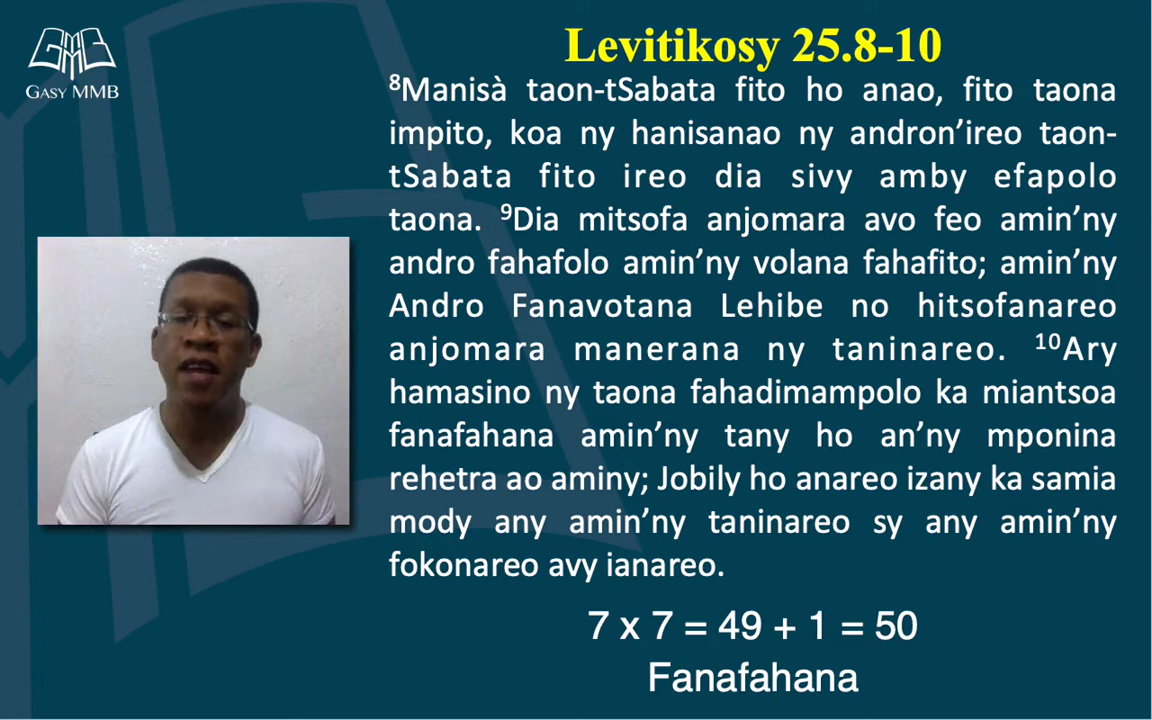 GMMG
GASY MMB
Levitikosy 25.8-10
⁸Manisà taon-tSabata fito ho anao, fito taona
impito, koa ny hanisanao ny andron’ireo taon-
tSabata fito ireo dia sivy amby efapolo
taona. ⁹Dia mitsofa anjomara avo feo amin’ny
andro fahafolo amin’ny volana fahafito; amin’ny
Andro Fanavotana Lehibe no hitsofanareo
anjomara manerana ny taninareo. ¹⁰Ary
hamasino ny taona fahadimampolo ka miantsoa
fanafahana amin’ny tany ho an’ny mponina
rehetra ao aminy; Jobily ho anareo izany ka samia
mody any amin’ny taninareo sy any amin’ny
fokonareo avy ianareo.
7 x 7 = 49 + 1 = 50
Fanafahana